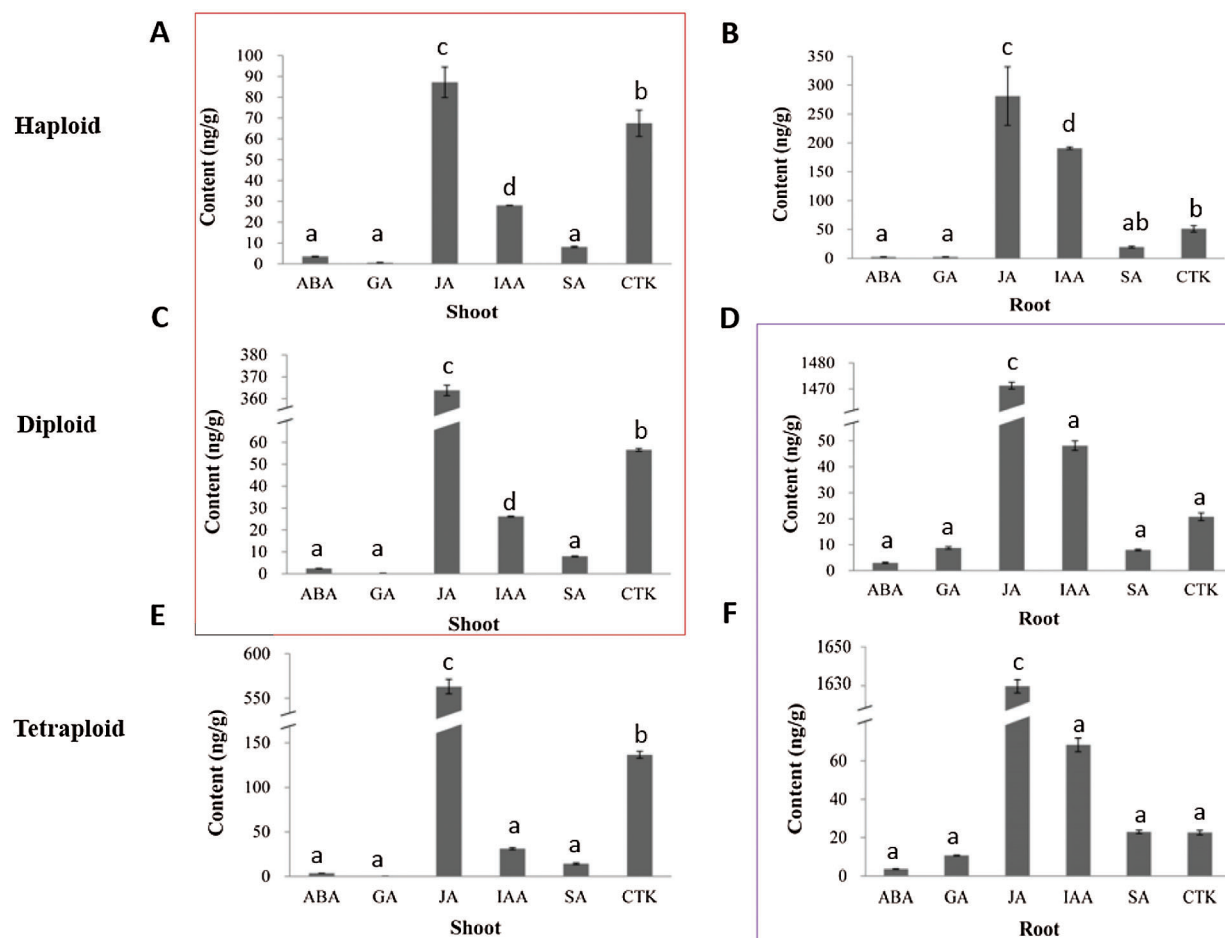 Haploid
A
Content (ng/g)
100
90
80
70
60
50
40
30
20
10
0
a
a
c
d
a
b
ABA GA JA IAA SA CTK
Shoot
B
Content (ng/g)
350
300
250
200
150
100
50
0
a
a
c
d
ab
b
ABA GA JA IAA SA CTK
Root
Diploid
C
Content (ng/g)
380
370
360
60
50
40
30
20
10
0
a
a
c
d
a
b
ABA GA JA IAA SA CTK
Shoot
D
Content (ng/g)
1480
1470
50
40
30
20
10
0
a
a
c
a
a
a
ABA GA JA IAA SA CTK
Root
Tetraploid
E
Content (ng/g)
600
550
150
100
50
0
a
a
c
a
a
b
ABA GA JA IAA SA CTK
Shoot
F
Content (ng/g)
1650
1630
60
40
20
0
a
a
c
a
a
a
ABA GA JA IAA SA CTK
Root